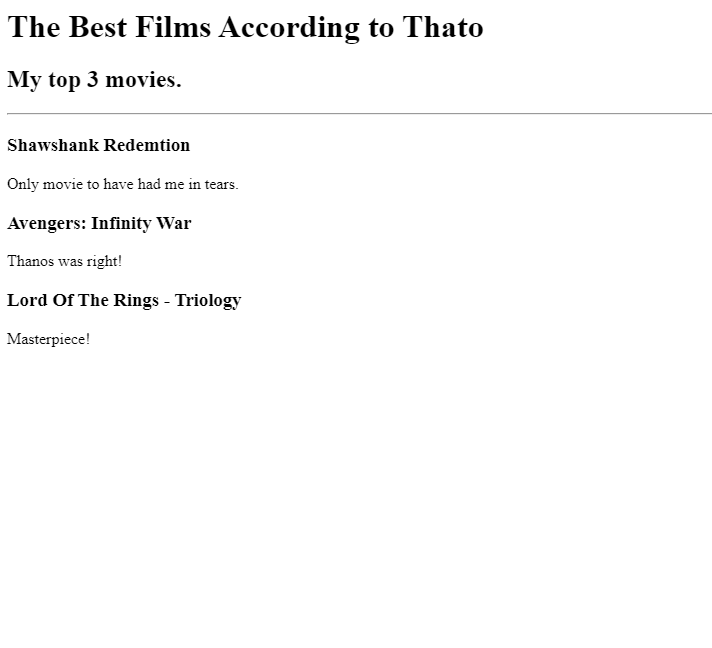 The Best Films According to Thato
My top 3 movies.
Shawshank Redemtion
Only movie to have had me in tears.
Avengers: Infinity War
Thanos was right!
Lord Of The Rings - Triology
Masterpiece!